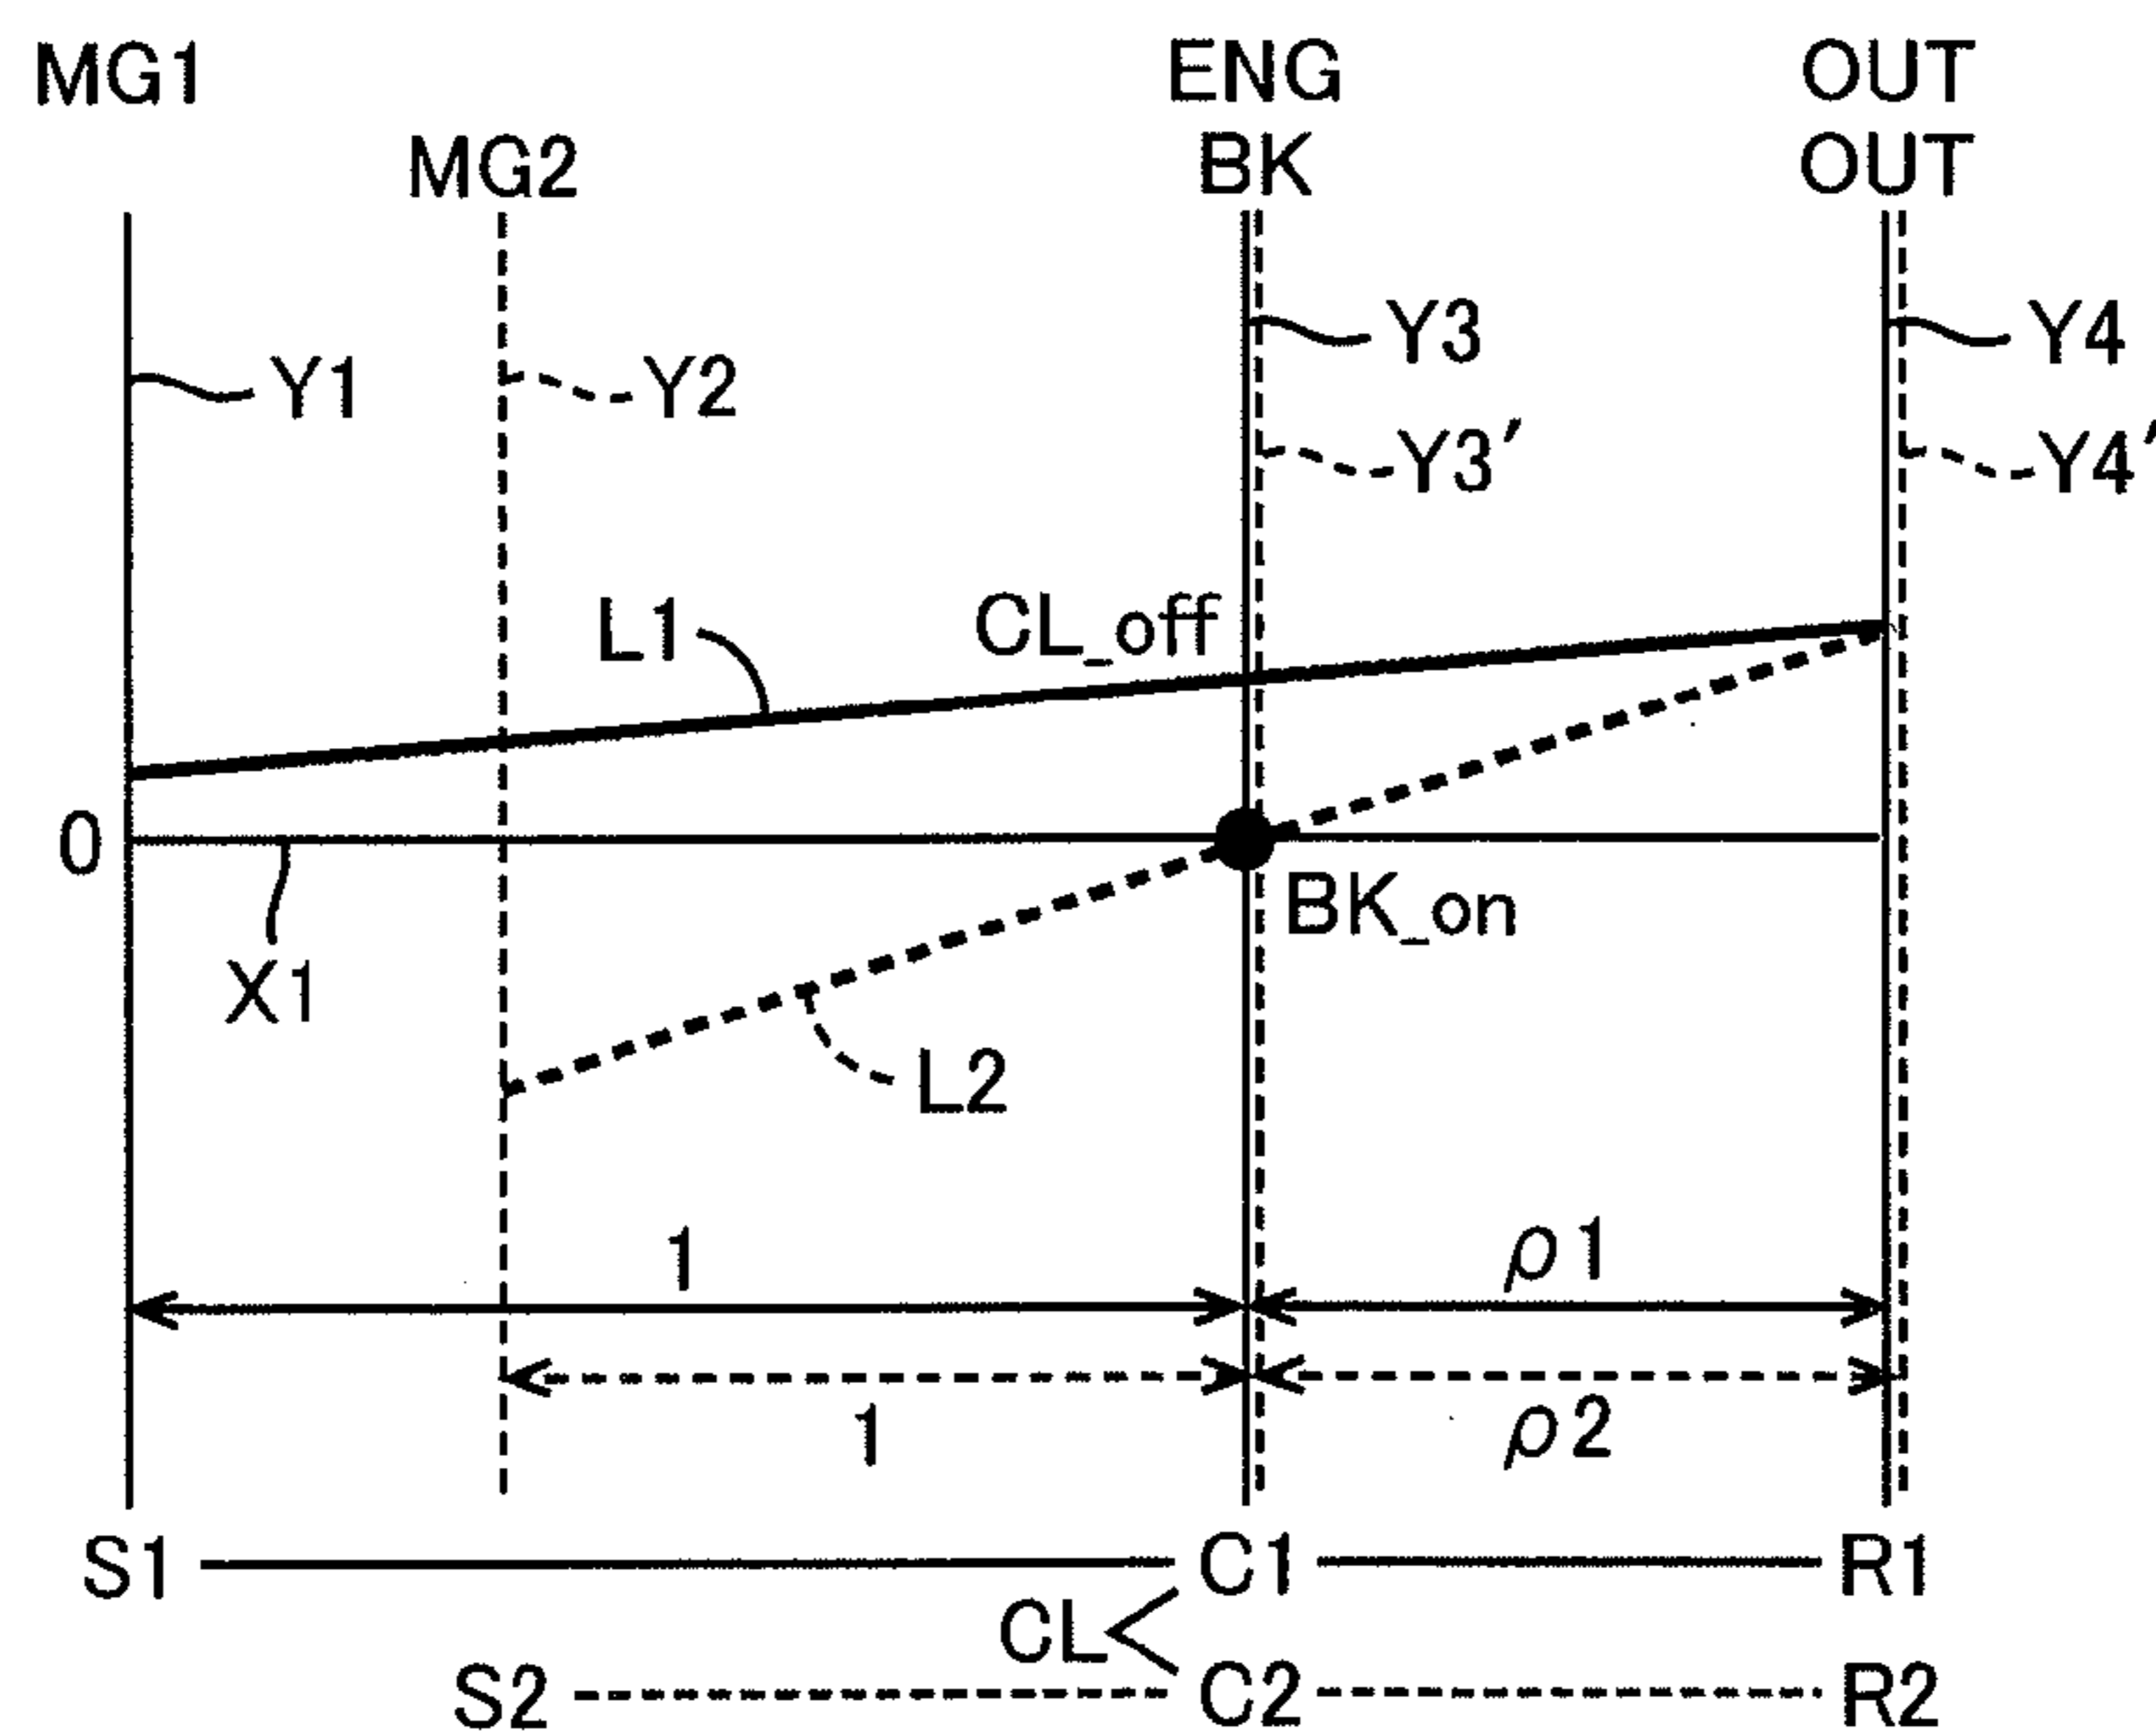 MG1 ENG OUT
MG2 BK OUT
Y3 Y4
Y1 Y2
Y3' Y4'
L1 CL_off
0
BK_on
X1
L2
1 ρ1
1 ρ2
S1 C1 R1
CL
S2 C2 R2